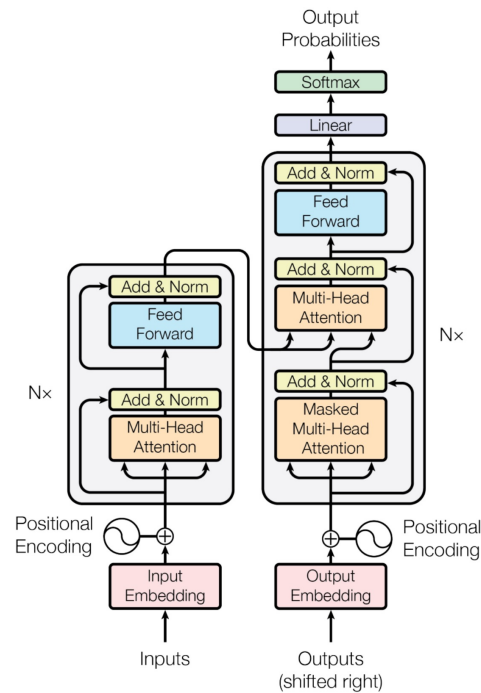 Output
Probabilities
Softmax
Linear
Add & Norm
Feed
Forward
Add & Norm
Multi-Head
Attention
Add & Norm
Masked
Multi-Head
Attention
N×
Positional
Encoding
Output
Embedding
Outputs
(shifted right)
Add & Norm
Feed
Forward
Add & Norm
Multi-Head
Attention
N×
Positional
Encoding
Input
Embedding
Inputs